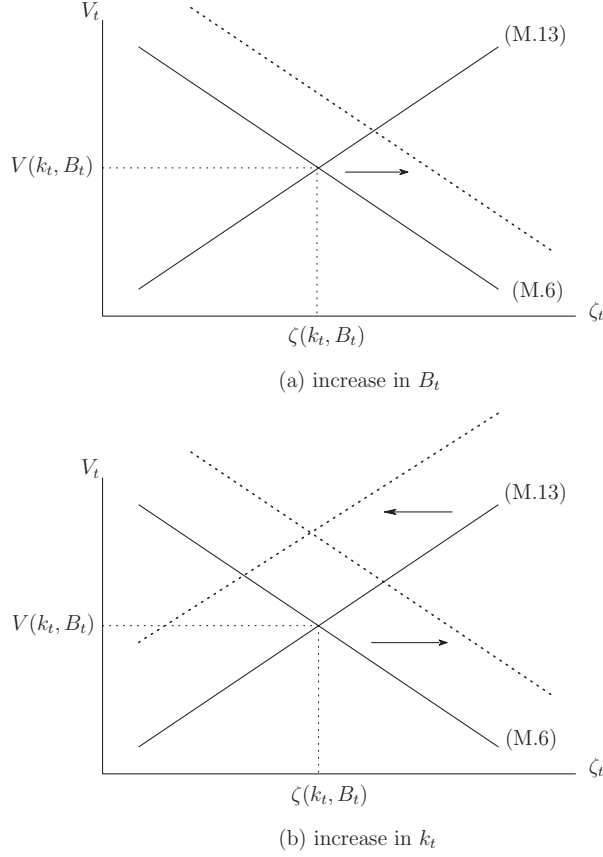 V_t
(M.13)
V(k_t, B_t)
(M.6)
ζ_t
ζ(k_t, B_t)
(a) increase in B_t
V_t
(M.13)
V(k_t, B_t)
(M.6)
ζ_t
ζ(k_t, B_t)
(b) increase in k_t